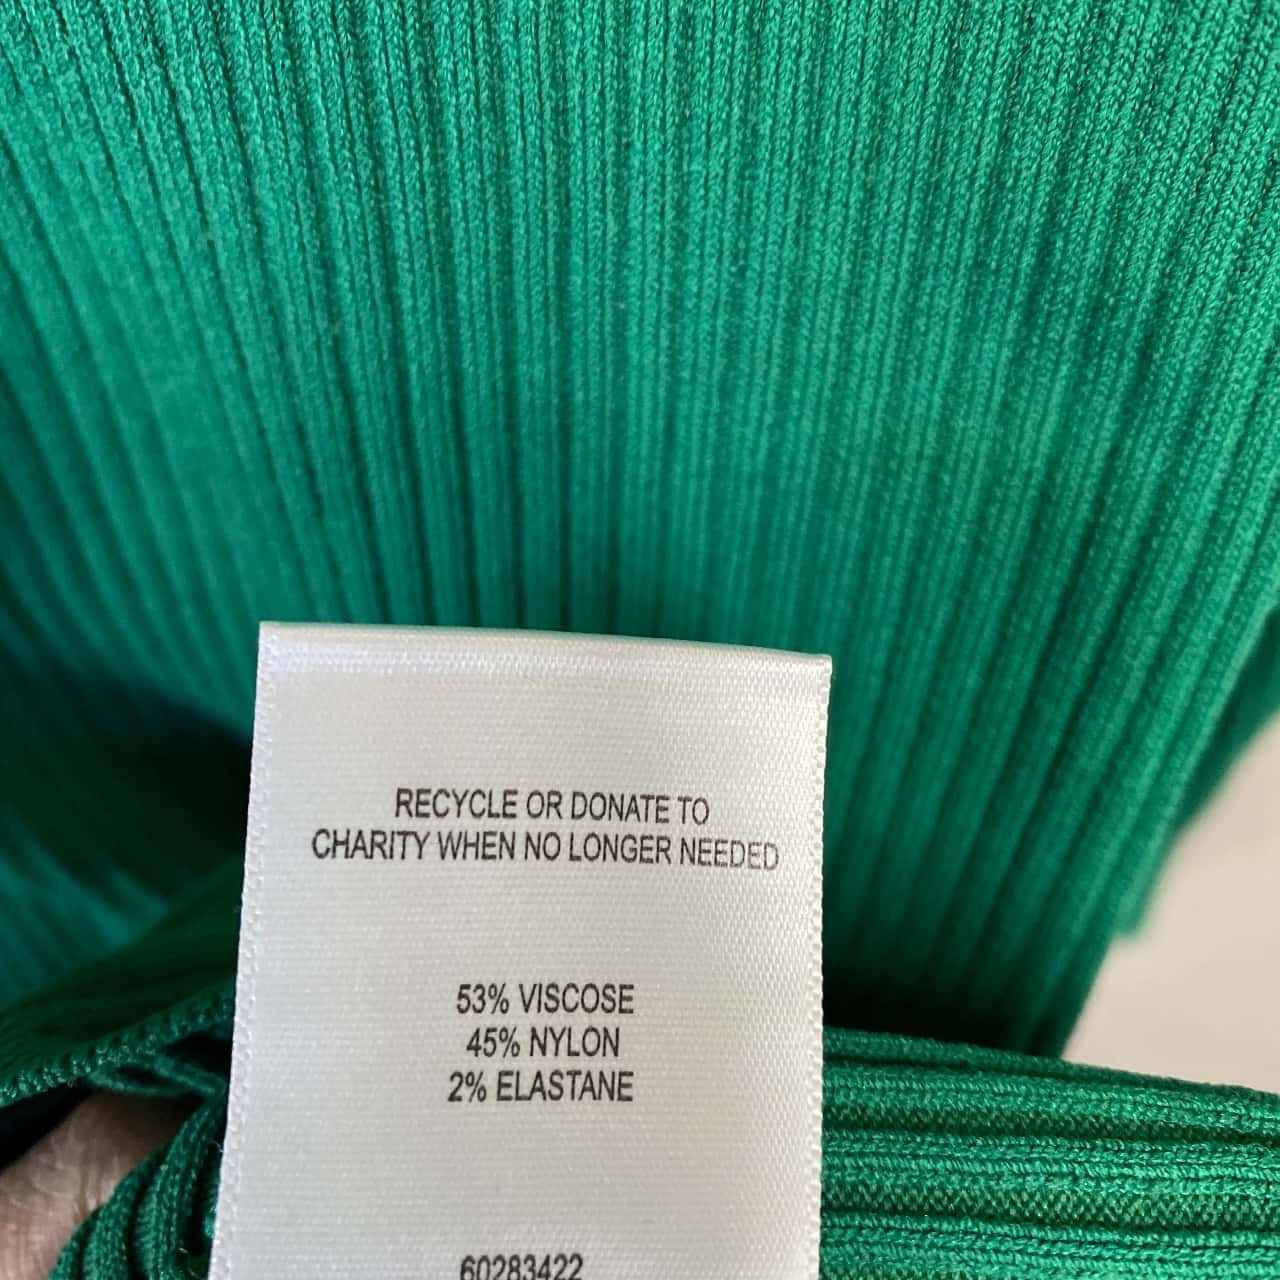 RECYCLE OR DONATE TO
CHARITY WHEN NO LONGER NEEDED
53% VISCOSE
45% NYLON
2% ELASTANE
60283422